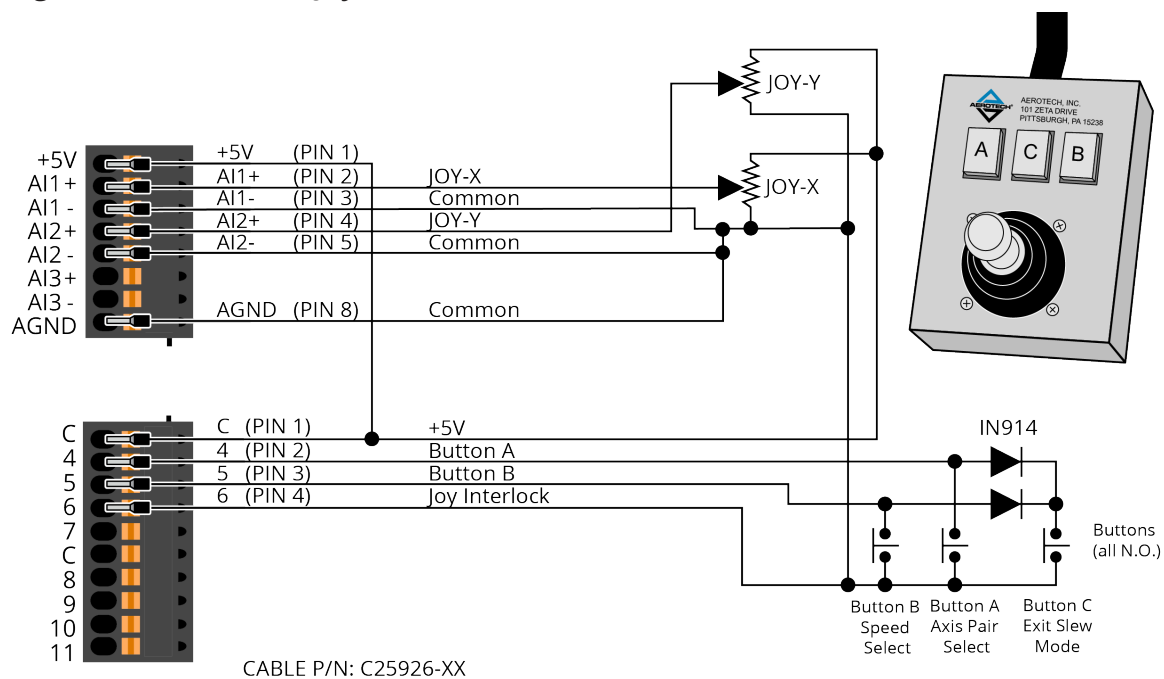 JOY-Y
AEROTECH
AEROTECH, INC.
101 ZETA DRIVE
PITTSBURGH, PA 15238
A
C
B
+5V
+5V (PIN 1)
AI1+
AI1+ (PIN 2) JOY-X
JOY-X
AI1 -
AI1- (PIN 3) Common
AI2+
AI2+ (PIN 4) JOY-Y
AI2 -
AI2- (PIN 5) Common
AI3+
AI3 -
AGND
AGND (PIN 8) Common
C
C (PIN 1) +5V
4
4 (PIN 2) Button A
5
5 (PIN 3) Button B
6
6 (PIN 4) Joy Interlock
7
C
8
9
10
11
IN914
Buttons
(all N.O.)
Button B
Speed
Select
Button A
Axis Pair
Select
Button C
Exit Slew
Mode
CABLE P/N: C25926-XX